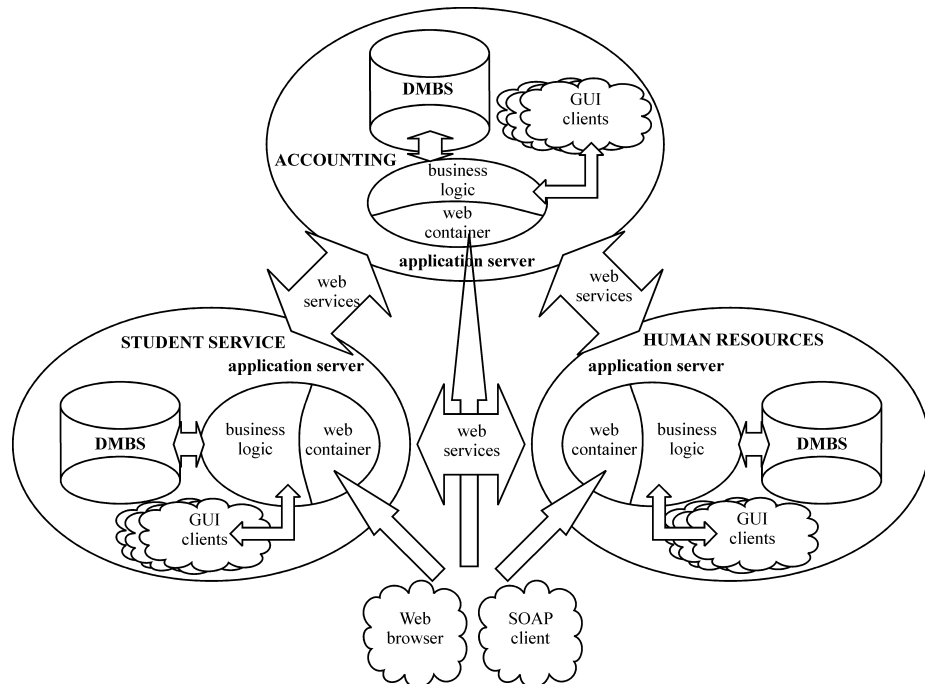 DMBS
GUI
clients
ACCOUNTING
business
logic
web
container
application server
web
services
web
services
STUDENT SERVICE
application server
HUMAN RESOURCES
application server
DMBS
business
logic
web
container
web
services
web
container
business
logic
DMBS
GUI
clients
GUI
clients
Web
browser
SOAP
client